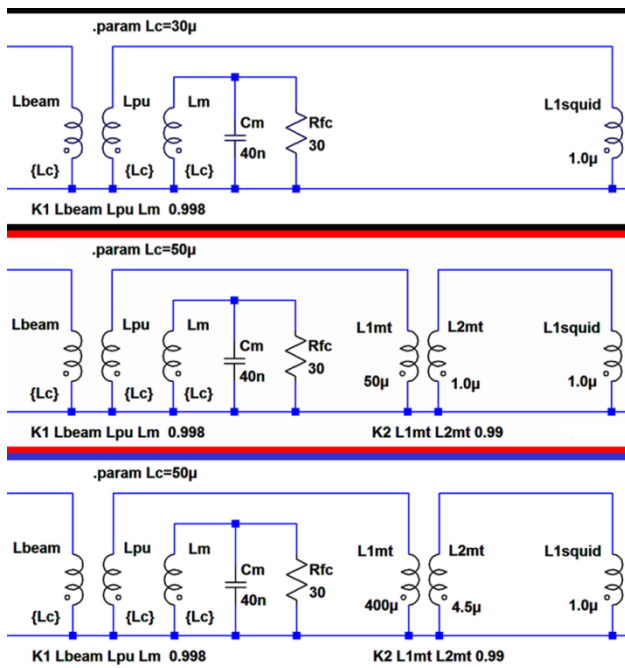 .param Lc=30µ
Lbeam Lpu Lm L1squid
Cm Rfc
40n 30
{Lc} {Lc} {Lc} 1.0µ
K1 Lbeam Lpu Lm 0.998
.param Lc=50µ
Lbeam Lpu Lm L1mt L2mt L1squid
Cm Rfc
40n 30 50µ 1.0µ 1.0µ
{Lc} {Lc} {Lc}
K1 Lbeam Lpu Lm 0.998 K2 L1mt L2mt 0.99
.param Lc=50µ
Lbeam Lpu Lm L1mt L2mt L1squid
Cm Rfc
40n 30 400µ 4.5µ 1.0µ
{Lc} {Lc} {Lc}
K1 Lbeam Lpu Lm 0.998 K2 L1mt L2mt 0.99